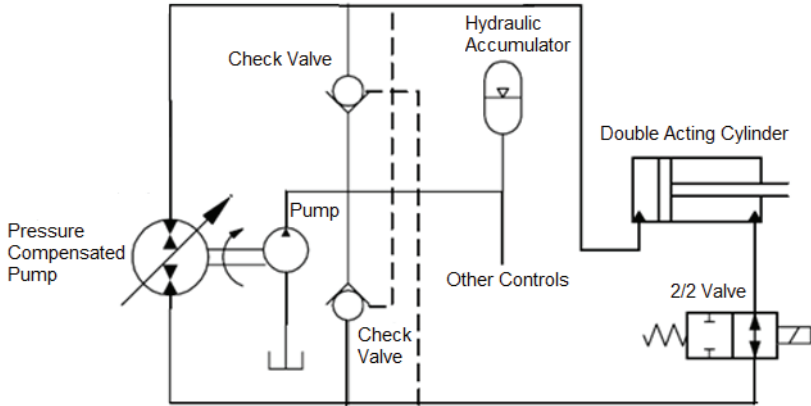 Hydraulic
Accumulator
Check Valve
Double Acting Cylinder
Pump
Pressure
Compensated
Pump
Other Controls
2/2 Valve
Check
Valve